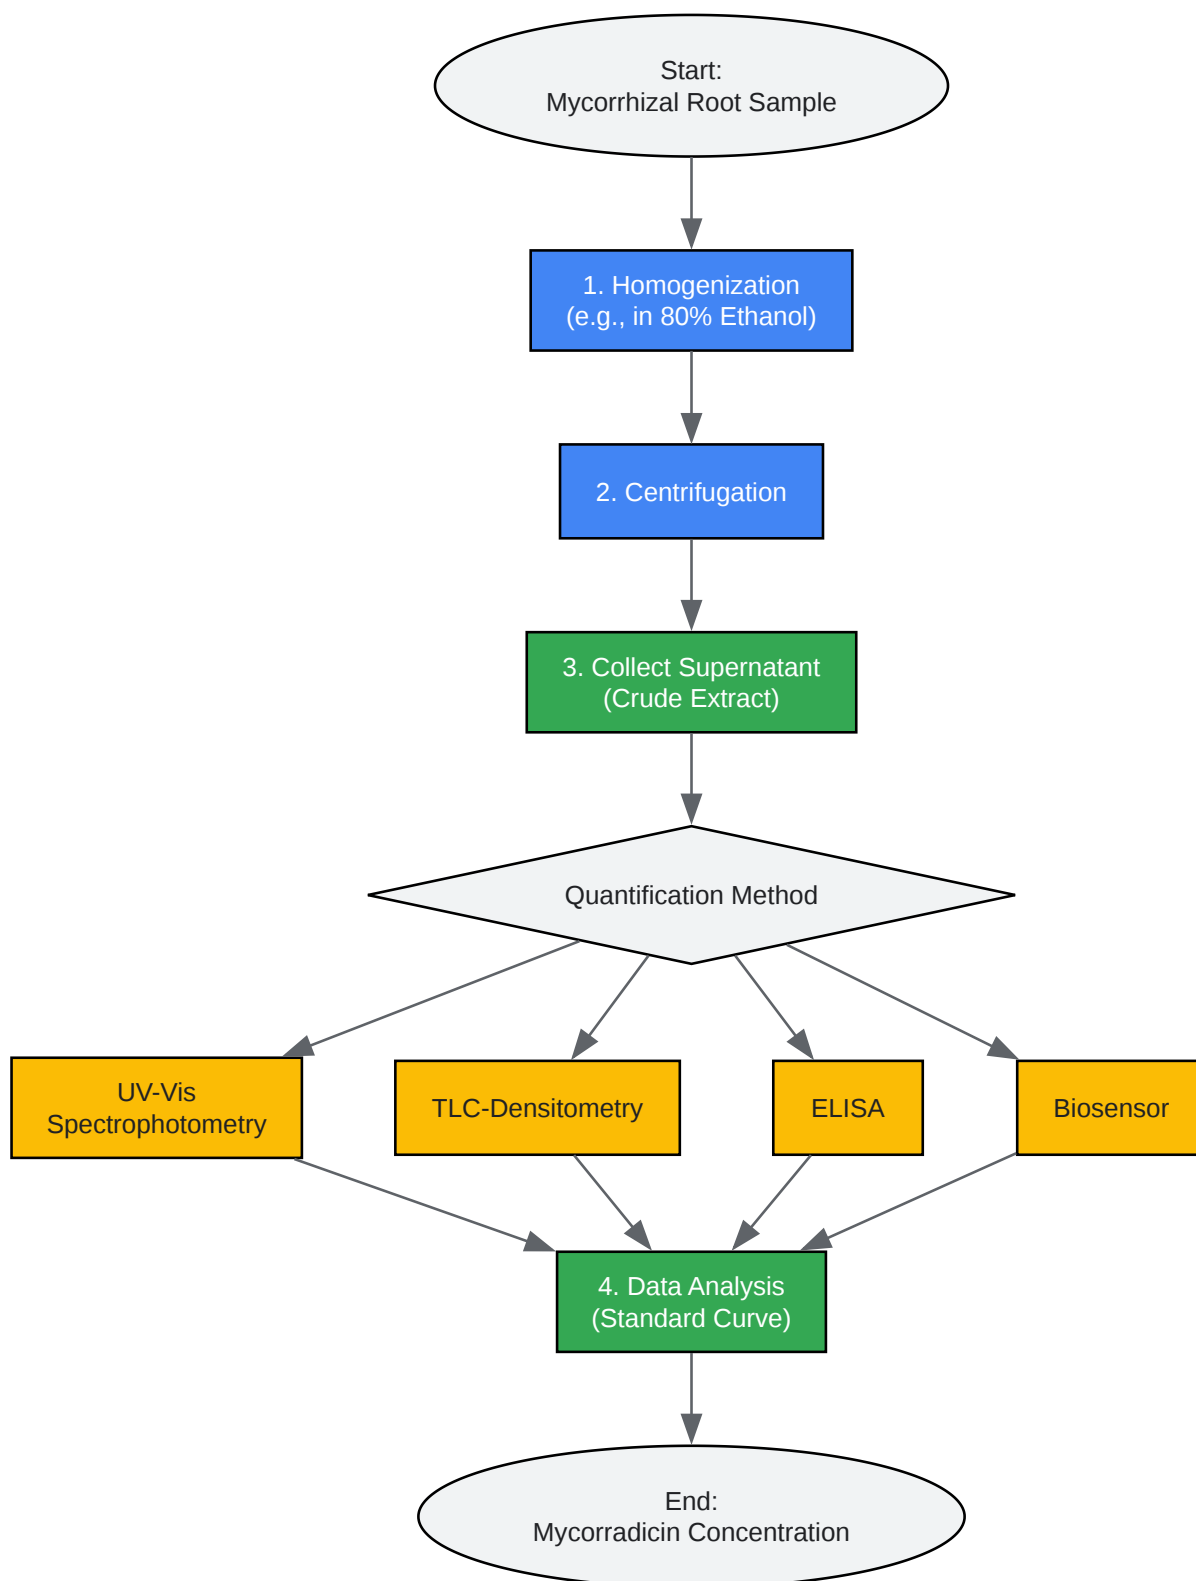 Start:
Mycorrhizal Root Sample
1. Homogenization
(e.g., in 80% Ethanol)
2. Centrifugation
3. Collect Supernatant
(Crude Extract)
Quantification Method
UV-Vis
Spectrophotometry
TLC-Densitometry
ELISA
Biosensor
4. Data Analysis
(Standard Curve)
End:
Mycorradicin Concentration